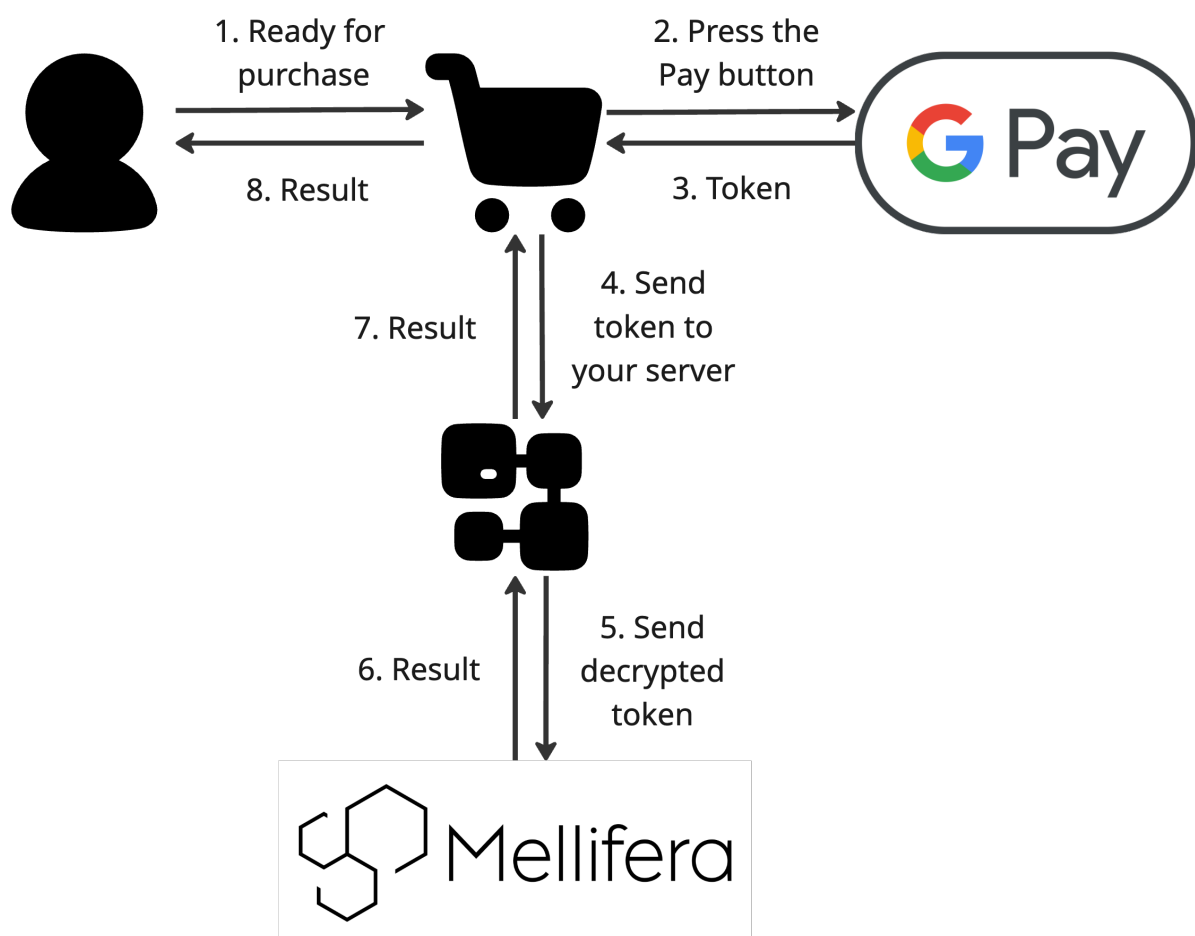 1. Ready for
purchase
2. Press the
Pay button
G Pay
8. Result
3. Token
4. Send
token to
your server
7. Result
5. Send
decrypted
token
6. Result
Mellifera